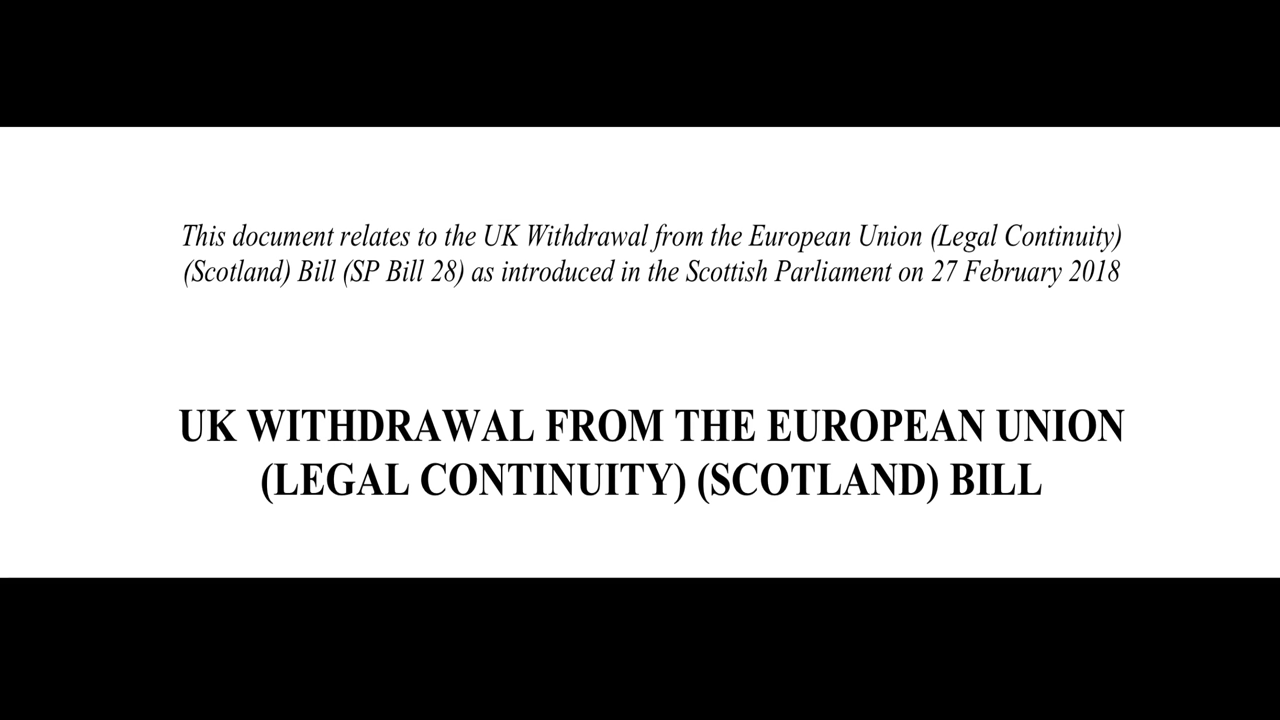 This document relates to the UK Withdrawal from the European Union (Legal Continuity)
(Scotland) Bill (SP Bill 28) as introduced in the Scottish Parliament on 27 February 2018
UK WITHDRAWAL FROM THE EUROPEAN UNION
(LEGAL CONTINUITY) (SCOTLAND) BILL